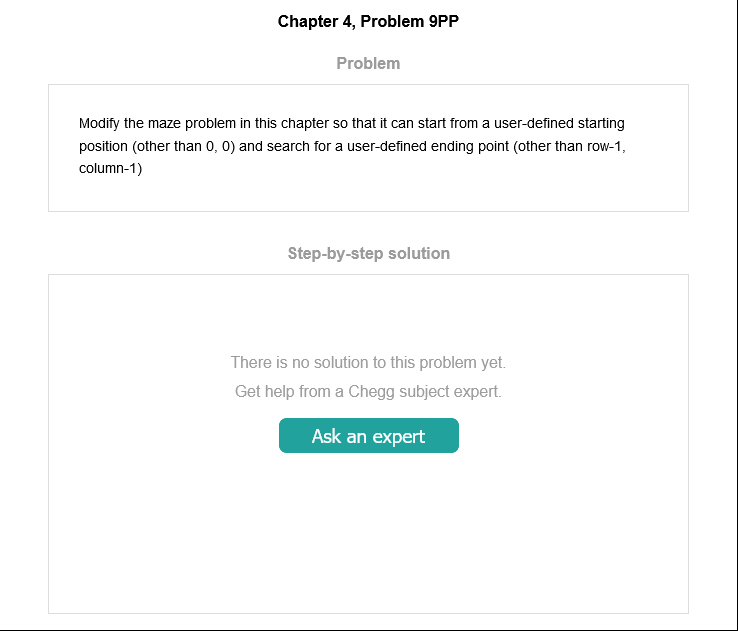 Chapter 4, Problem 9PP
Problem
Modify the maze problem in this chapter so that it can start from a user-defined starting
position (other than 0, 0) and search for a user-defined ending point (other than row-1,
column-1)
Step-by-step solution
There is no solution to this problem yet.
Get help from a Chegg subject expert.
Ask an expert